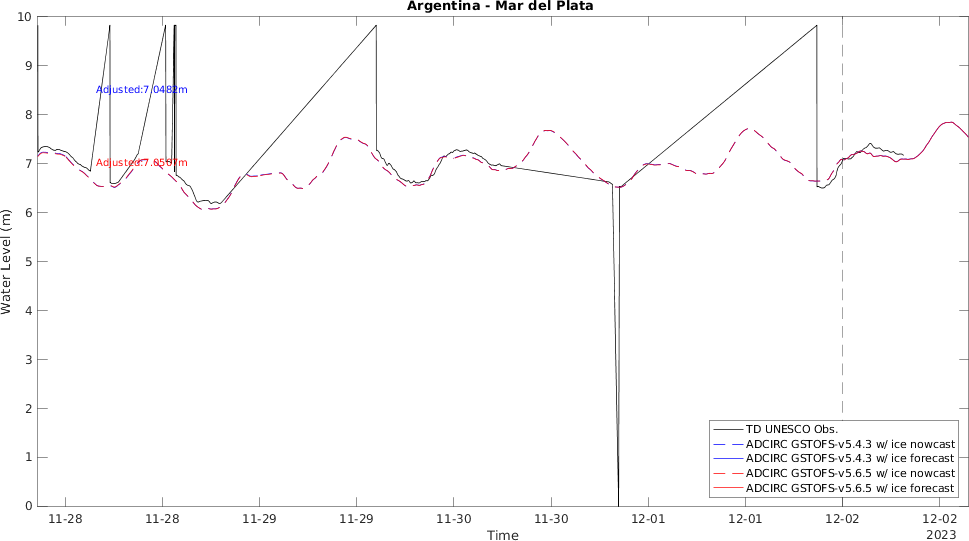 Argentina - Mar del Plata
10
9
8
7
6
5
4
3
2
1
0
Water Level (m)
Adjusted:7.0482m
Adjusted:7.0567m
TD UNESCO Obs.
ADCIRC GSTOFS-v5.4.3 w/ ice nowcast
ADCIRC GSTOFS-v5.4.3 w/ ice forecast
ADCIRC GSTOFS-v5.6.5 w/ ice nowcast
ADCIRC GSTOFS-v5.6.5 w/ ice forecast
11-28 11-28 11-29 11-29 11-30 11-30 12-01 12-01 12-02 12-02
2023
Time